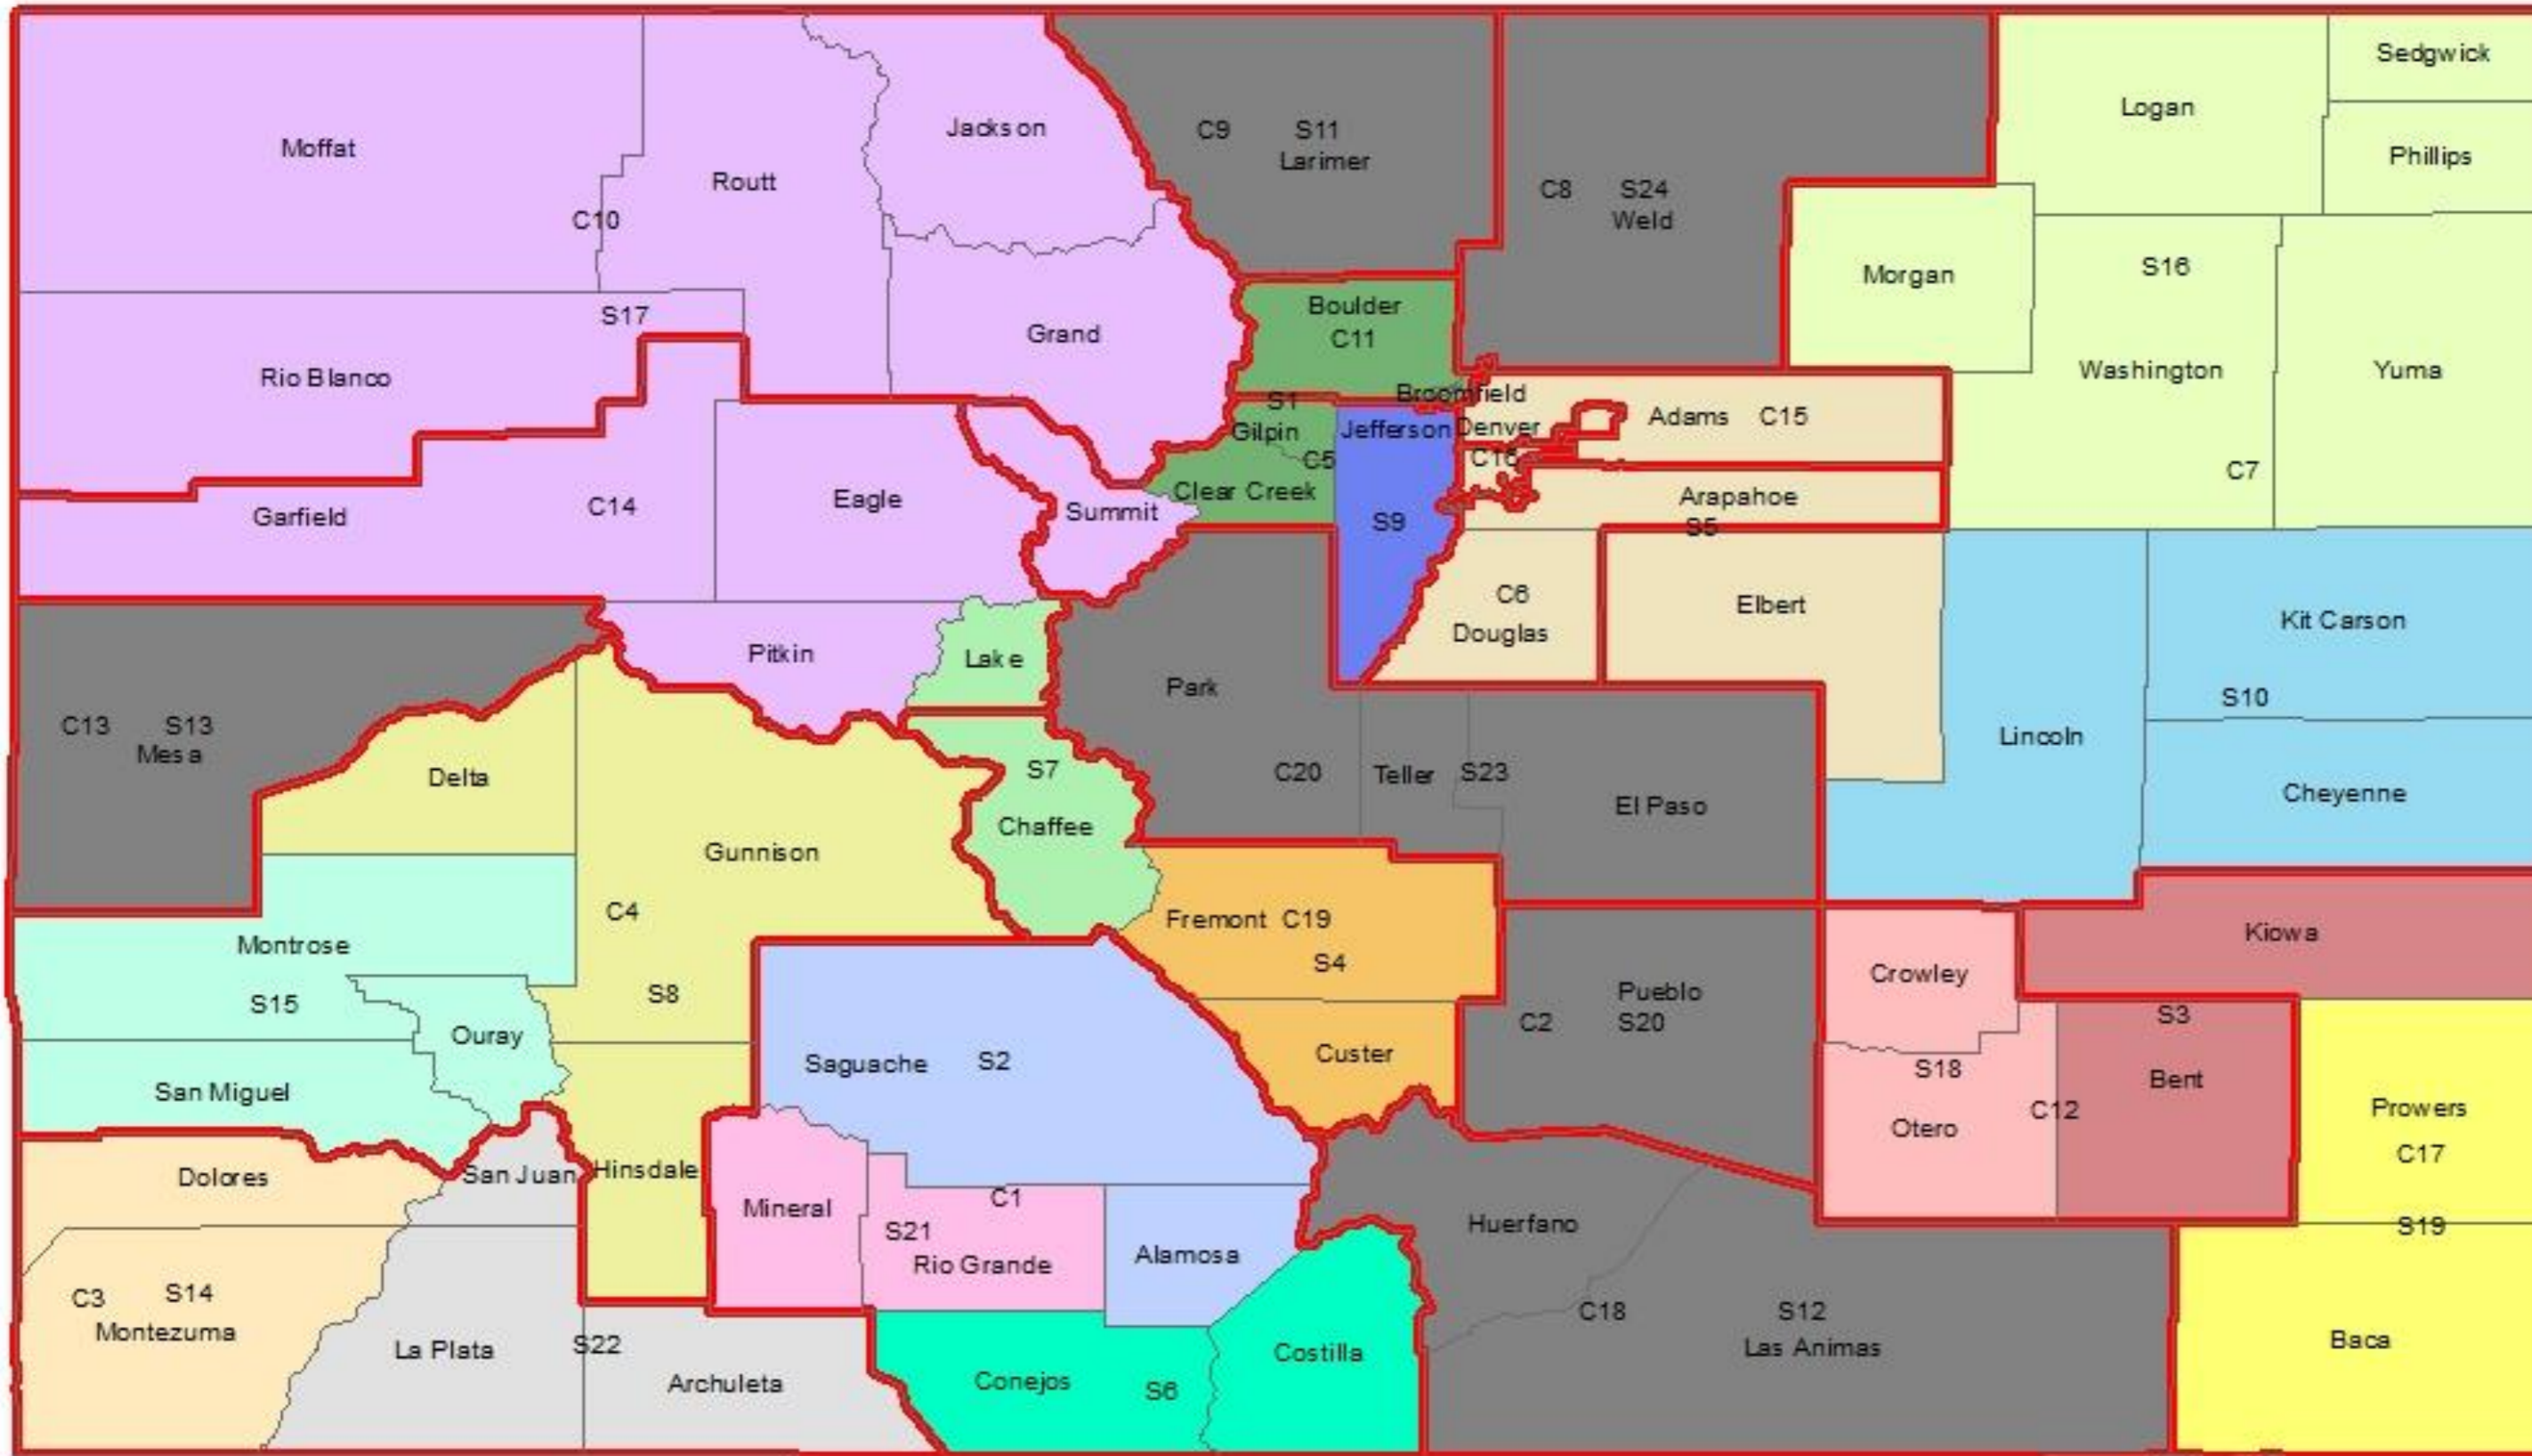 Sedgwick
Logan
Phillips
Moffat
Jackson
Routt
C10
C9 S11
Larimer
C8 S24
Weld
Morgan
S16
Washington
Yuma
C7
S17
Rio Blanco
Grand
Boulder
C11
Broomfield
S1
Gilpin
Jefferson
Denver
Adams C15
C5
C16
Clear Creek
Arapahoe
S5
S9
Garfield
C14
Eagle
Summit
C6
Douglas
Elbert
Kit Carson
S10
Lincoln
Cheyenne
Pitkin
Lake
Park
C20
Teller
S23
El Paso
C13 S13
Mesa
Delta
S7
Chaffee
Gunnison
C4
S8
Fremont C19
S4
Custer
Kiowa
Crowley
S3
Bent
S18
Otero
C12
Pueblo
C2 S20
Montrose
S15
Ouray
San Miguel
Saguache S2
Prowers
C17
S19
Baca
Dolores
San Juan
Hinsdale
Mineral
C1
S21
Rio Grande
Alamosa
Huerfano
C3 S14
Montezuma
La Plata
S22
Archuleta
Conejos
S6
Costilla
C18 S12
Las Animas